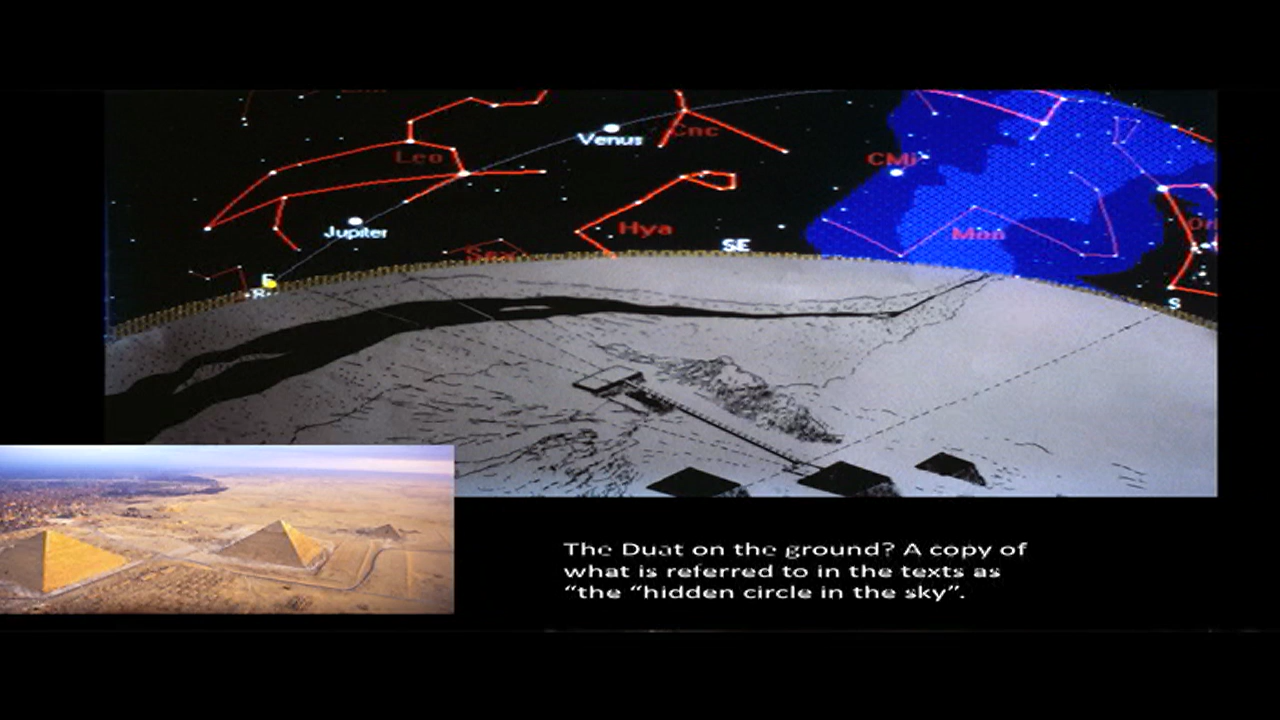 Leo
Cnc
Venus
CMi
Jupiter
Hya
SE
Mon
Ori
E
S
The Duat on the ground? A copy of
what is referred to in the texts as
“the “hidden circle in the sky”.